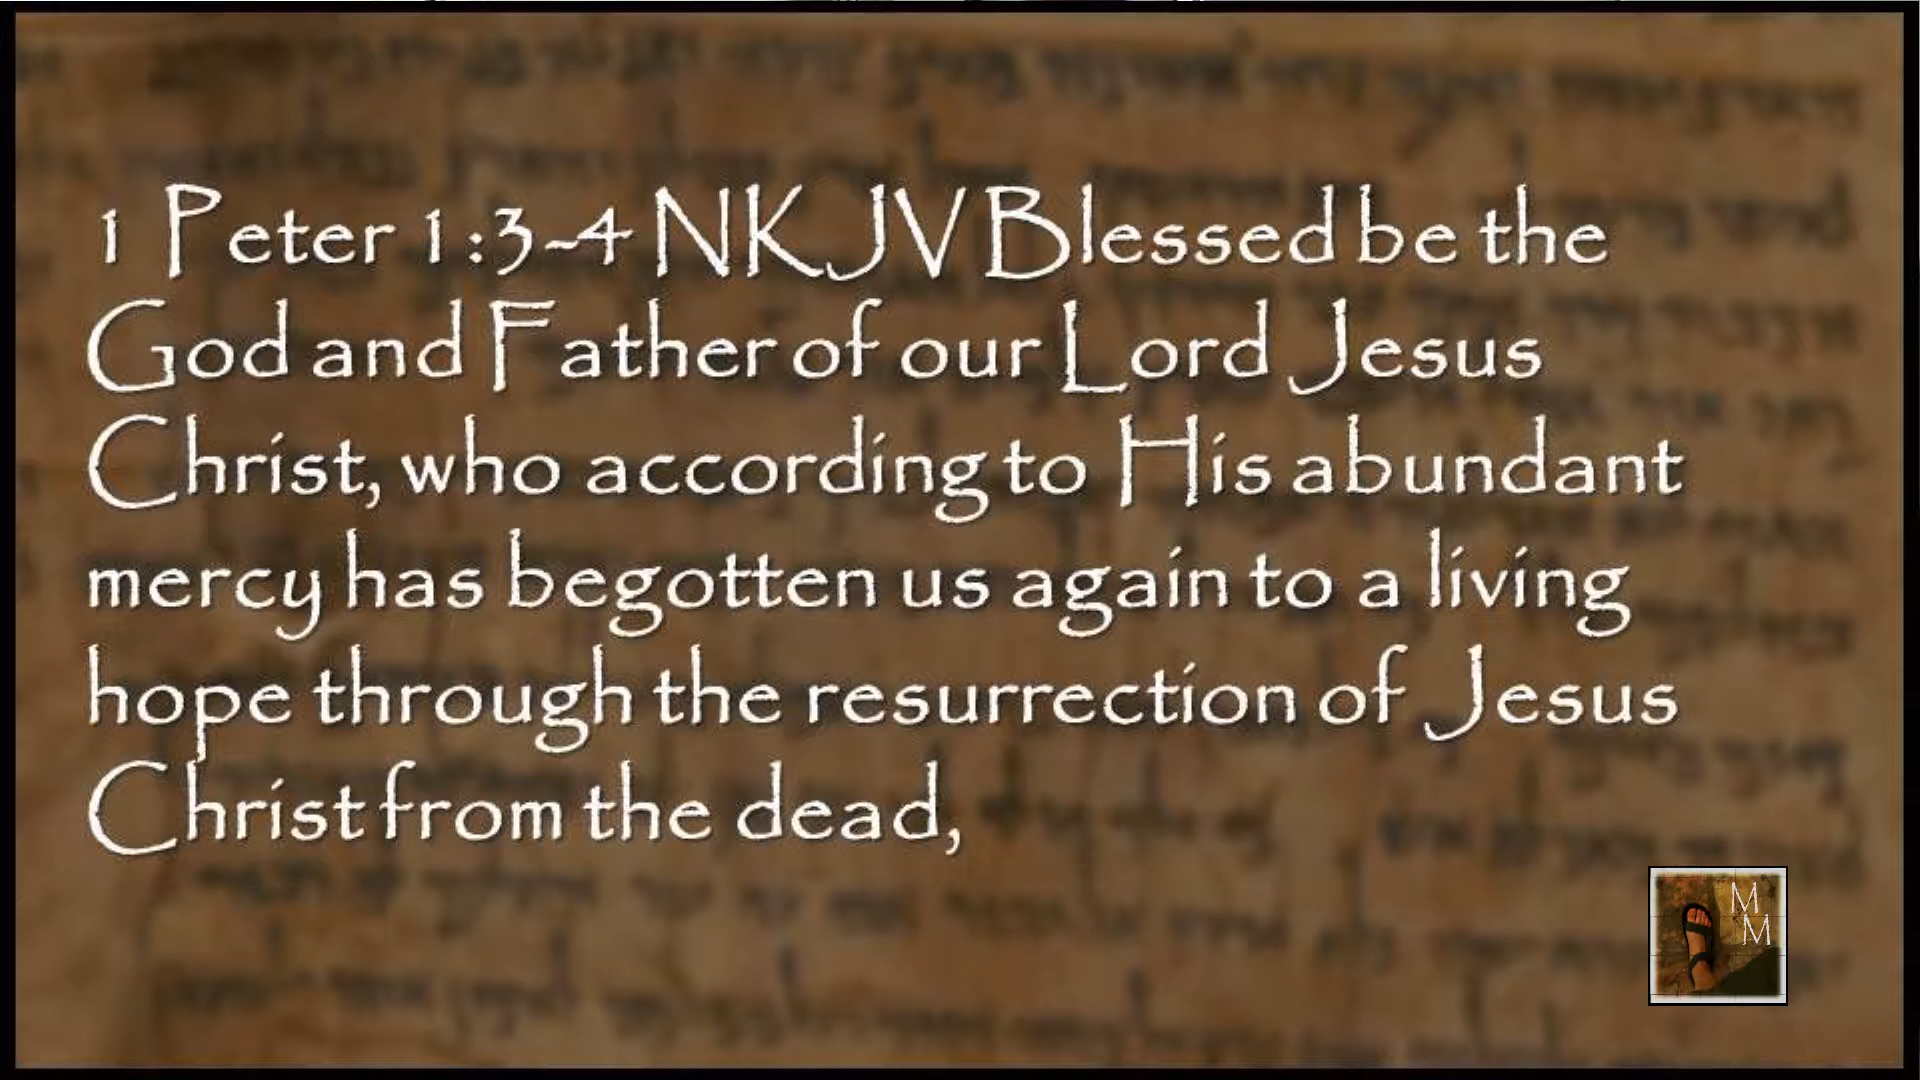 1 Peter 1:3-4 NKJV Blessed be the
God and Father of our Lord Jesus
Christ, who according to His abundant
mercy has begotten us again to a living
hope through the resurrection of Jesus
Christ from the dead,
M
M